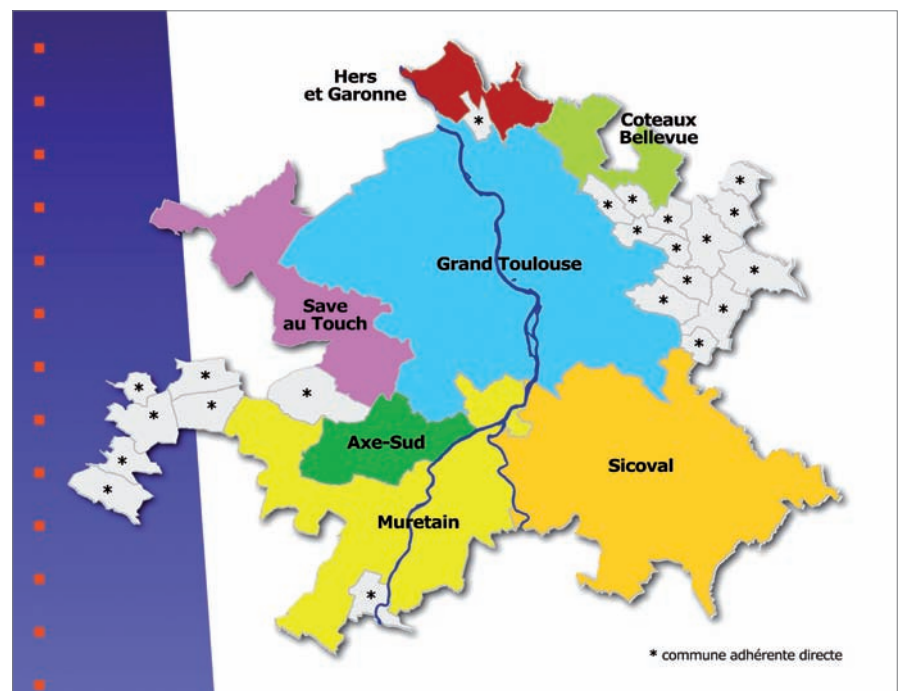 Hers
et Garonne
*
Coteaux
Bellevue
*
*
*
*
*
*
*
*
Grand Toulouse
*
*
*
*
Save
au Touch
*
*
*
*
*
*
Axe-Sud
*
*
Sicoval
Muretain
*
* commune adhérente directe